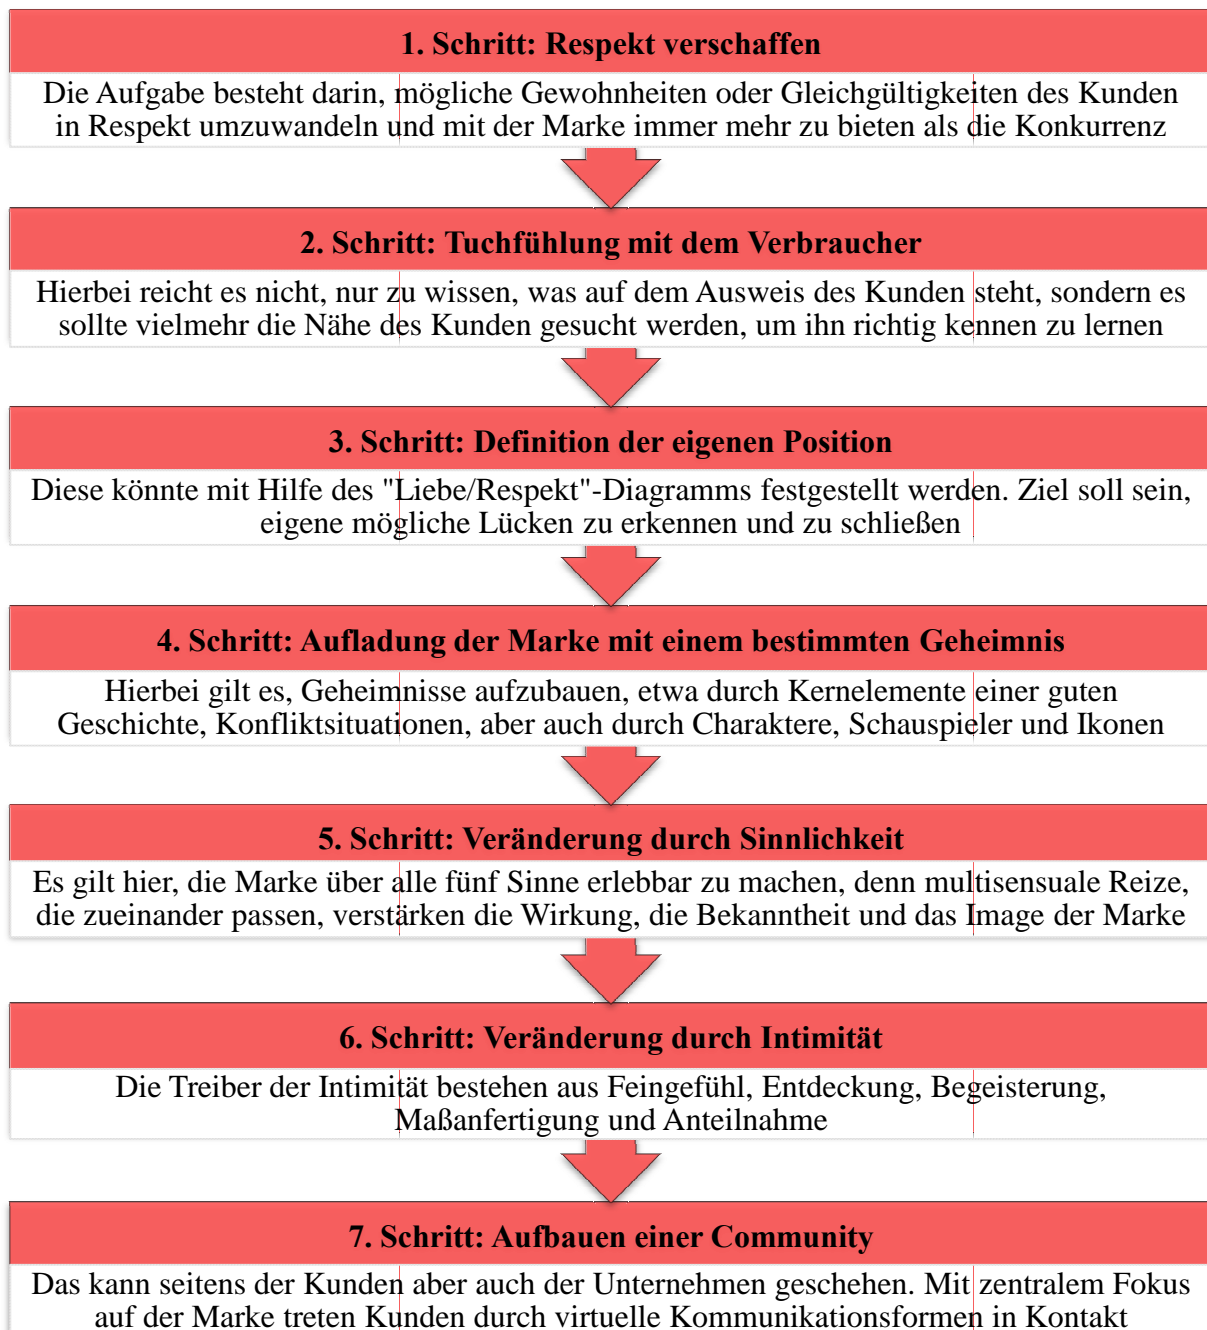 1. Schritt: Respekt verschaffen
Die Aufgabe besteht darin, mögliche Gewohnheiten oder Gleichgültigkeiten des Kunden
in Respekt umzuwandeln und mit der Marke immer mehr zu bieten als die Konkurrenz
2. Schritt: Tuchfühlung mit dem Verbraucher
Hierbei reicht es nicht, nur zu wissen, was auf dem Ausweis des Kunden steht, sondern es
sollte vielmehr die Nähe des Kunden gesucht werden, um ihn richtig kennen zu lernen
3. Schritt: Definition der eigenen Position
Diese könnte mit Hilfe des "Liebe/Respekt"-Diagramms festgestellt werden. Ziel soll sein,
eigene mögliche Lücken zu erkennen und zu schließen
4. Schritt: Aufladung der Marke mit einem bestimmten Geheimnis
Hierbei gilt es, Geheimnisse aufzubauen, etwa durch Kernelemente einer guten
Geschichte, Konfliktsituationen, aber auch durch Charaktere, Schauspieler und Ikonen
5. Schritt: Veränderung durch Sinnlichkeit
Es gilt hier, die Marke über alle fünf Sinne erlebbar zu machen, denn multisensuale Reize,
die zueinander passen, verstärken die Wirkung, die Bekanntheit und das Image der Marke
6. Schritt: Veränderung durch Intimität
Die Treiber der Intimität bestehen aus Feingefühl, Entdeckung, Begeisterung,
Maßanfertigung und Anteilnahme
7. Schritt: Aufbauen einer Community
Das kann seitens der Kunden aber auch der Unternehmen geschehen. Mit zentralem Fokus
auf der Marke treten Kunden durch virtuelle Kommunikationsformen in Kontakt